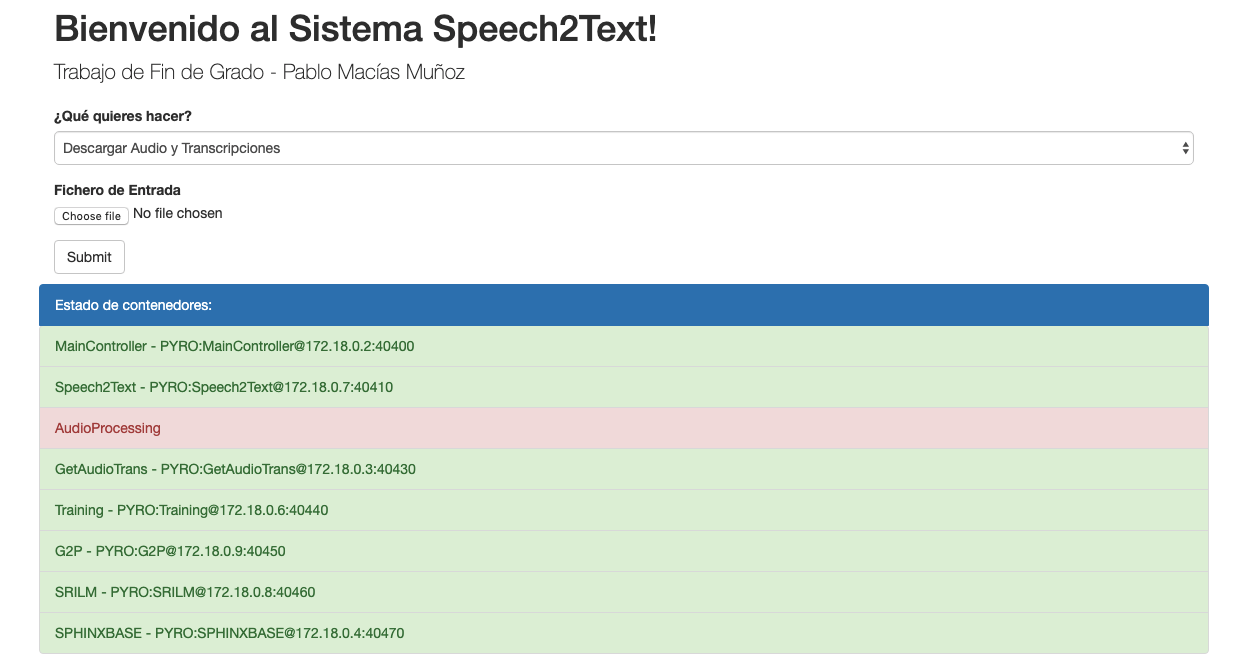 Bienvenido al Sistema Speech2Text!
Trabajo de Fin de Grado - Pablo Macías Muñoz
¿Qué quieres hacer?
Descargar Audio y Transcripciones
Fichero de Entrada
Choose file No file chosen
Submit
Estado de contenedores:
MainController - PYRO:MainController@172.18.0.2:40400
Speech2Text - PYRO:Speech2Text@172.18.0.7:40410
AudioProcessing
GetAudioTrans - PYRO:GetAudioTrans@172.18.0.3:40430
Training - PYRO:Training@172.18.0.6:40440
G2P - PYRO:G2P@172.18.0.9:40450
SRILM - PYRO:SRILM@172.18.0.8:40460
SPHINXBASE - PYRO:SPHINXBASE@172.18.0.4:40470